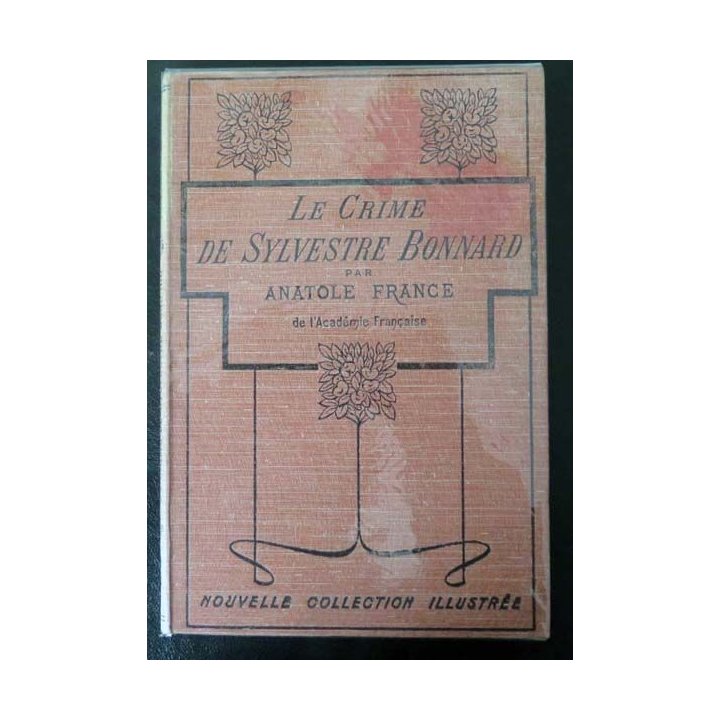 Le Crime
de Sylvestre Bonnard
PAR
ANATOLE FRANCE
de l'Académie Française
NOUVELLE COLLECTION ILLUSTRÉE